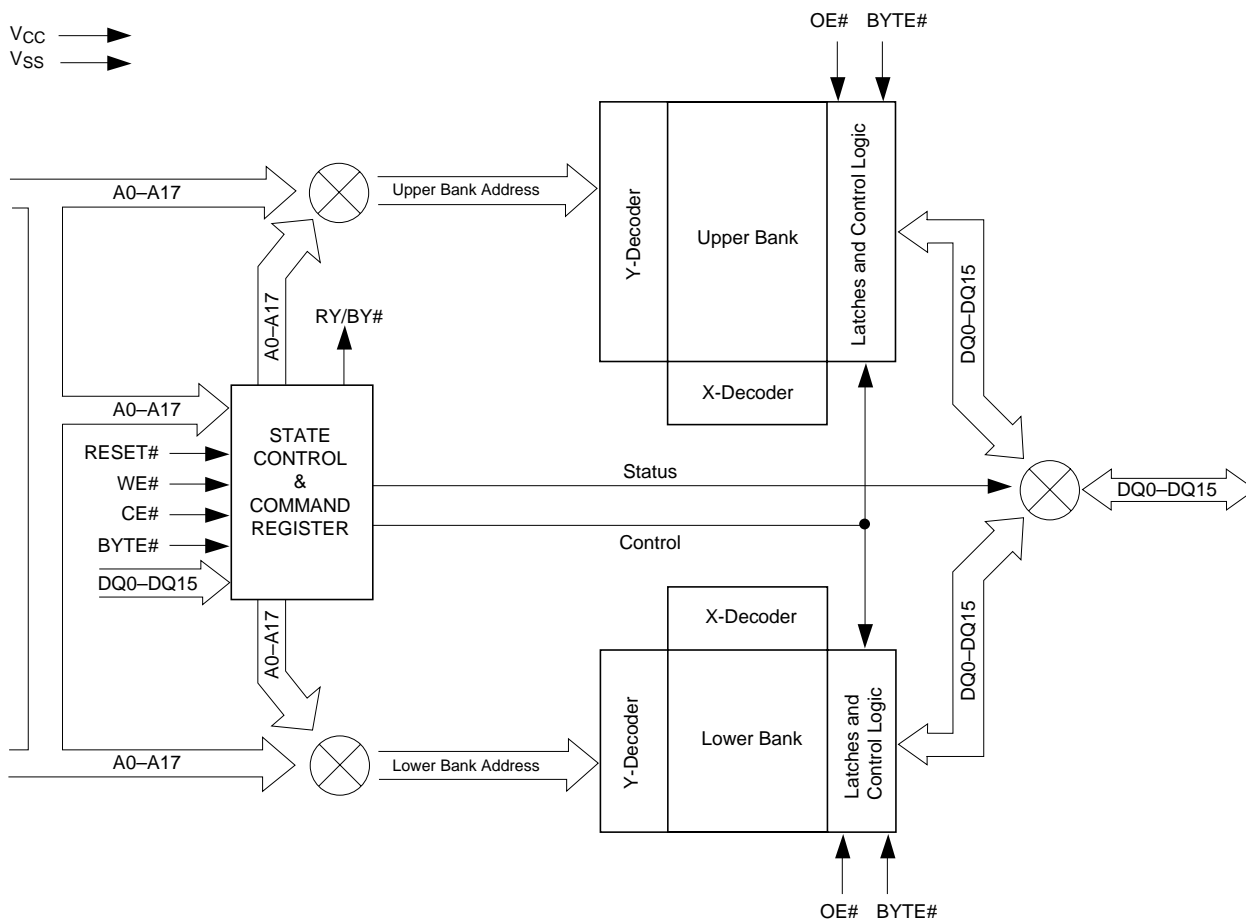 VCC
VSS
OE# BYTE#
A0–A17
Upper Bank Address
Y-Decoder
Upper Bank
Latches and Control Logic
X-Decoder
DQ0–DQ15
A0–A17
RY/BY#
A0–A17
RESET#
WE#
CE#
BYTE#
DQ0–DQ15
STATE
CONTROL
&
COMMAND
REGISTER
Status
Control
DQ0–DQ15
A0–A17
X-Decoder
Y-Decoder
Lower Bank
Latches and
Control Logic
DQ0–DQ15
A0–A17
Lower Bank Address
OE# BYTE#